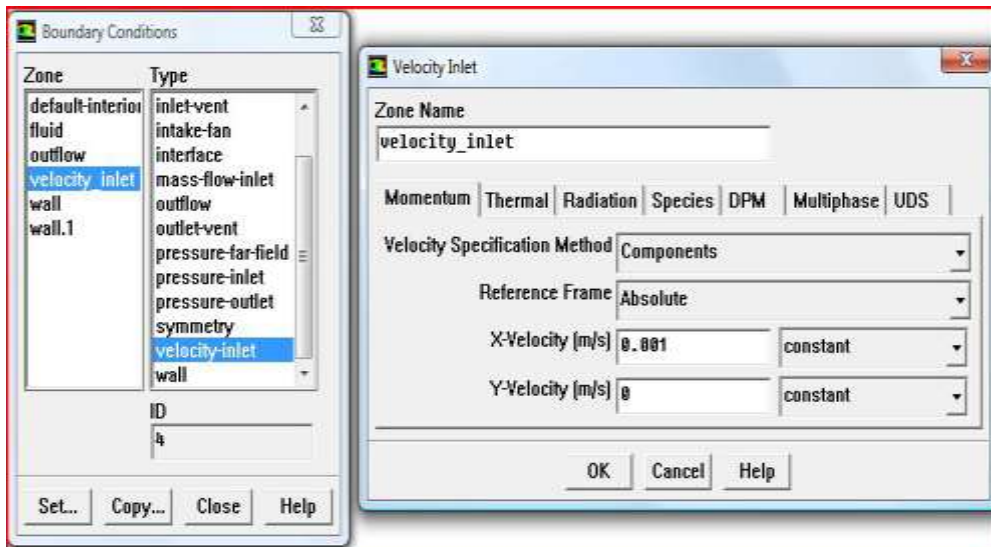 Boundary Conditions
Zone
default-interior
fluid
outflow
velocity_inlet
wall
wall.1
Type
inlet-vent
intake-fan
interface
mass-flow-inlet
outflow
outlet-vent
pressure-far-field
pressure-inlet
pressure-outlet
symmetry
velocity-inlet
wall
ID
4
Set... Copy... Close Help
Velocity Inlet
Zone Name
velocity_inlet
Momentum Thermal Radiation Species DPM Multiphase UDS
Velocity Specification Method Components
Reference Frame Absolute
X-Velocity (m/s) 0.001 constant
Y-Velocity (m/s) 0 constant
OK Cancel Help